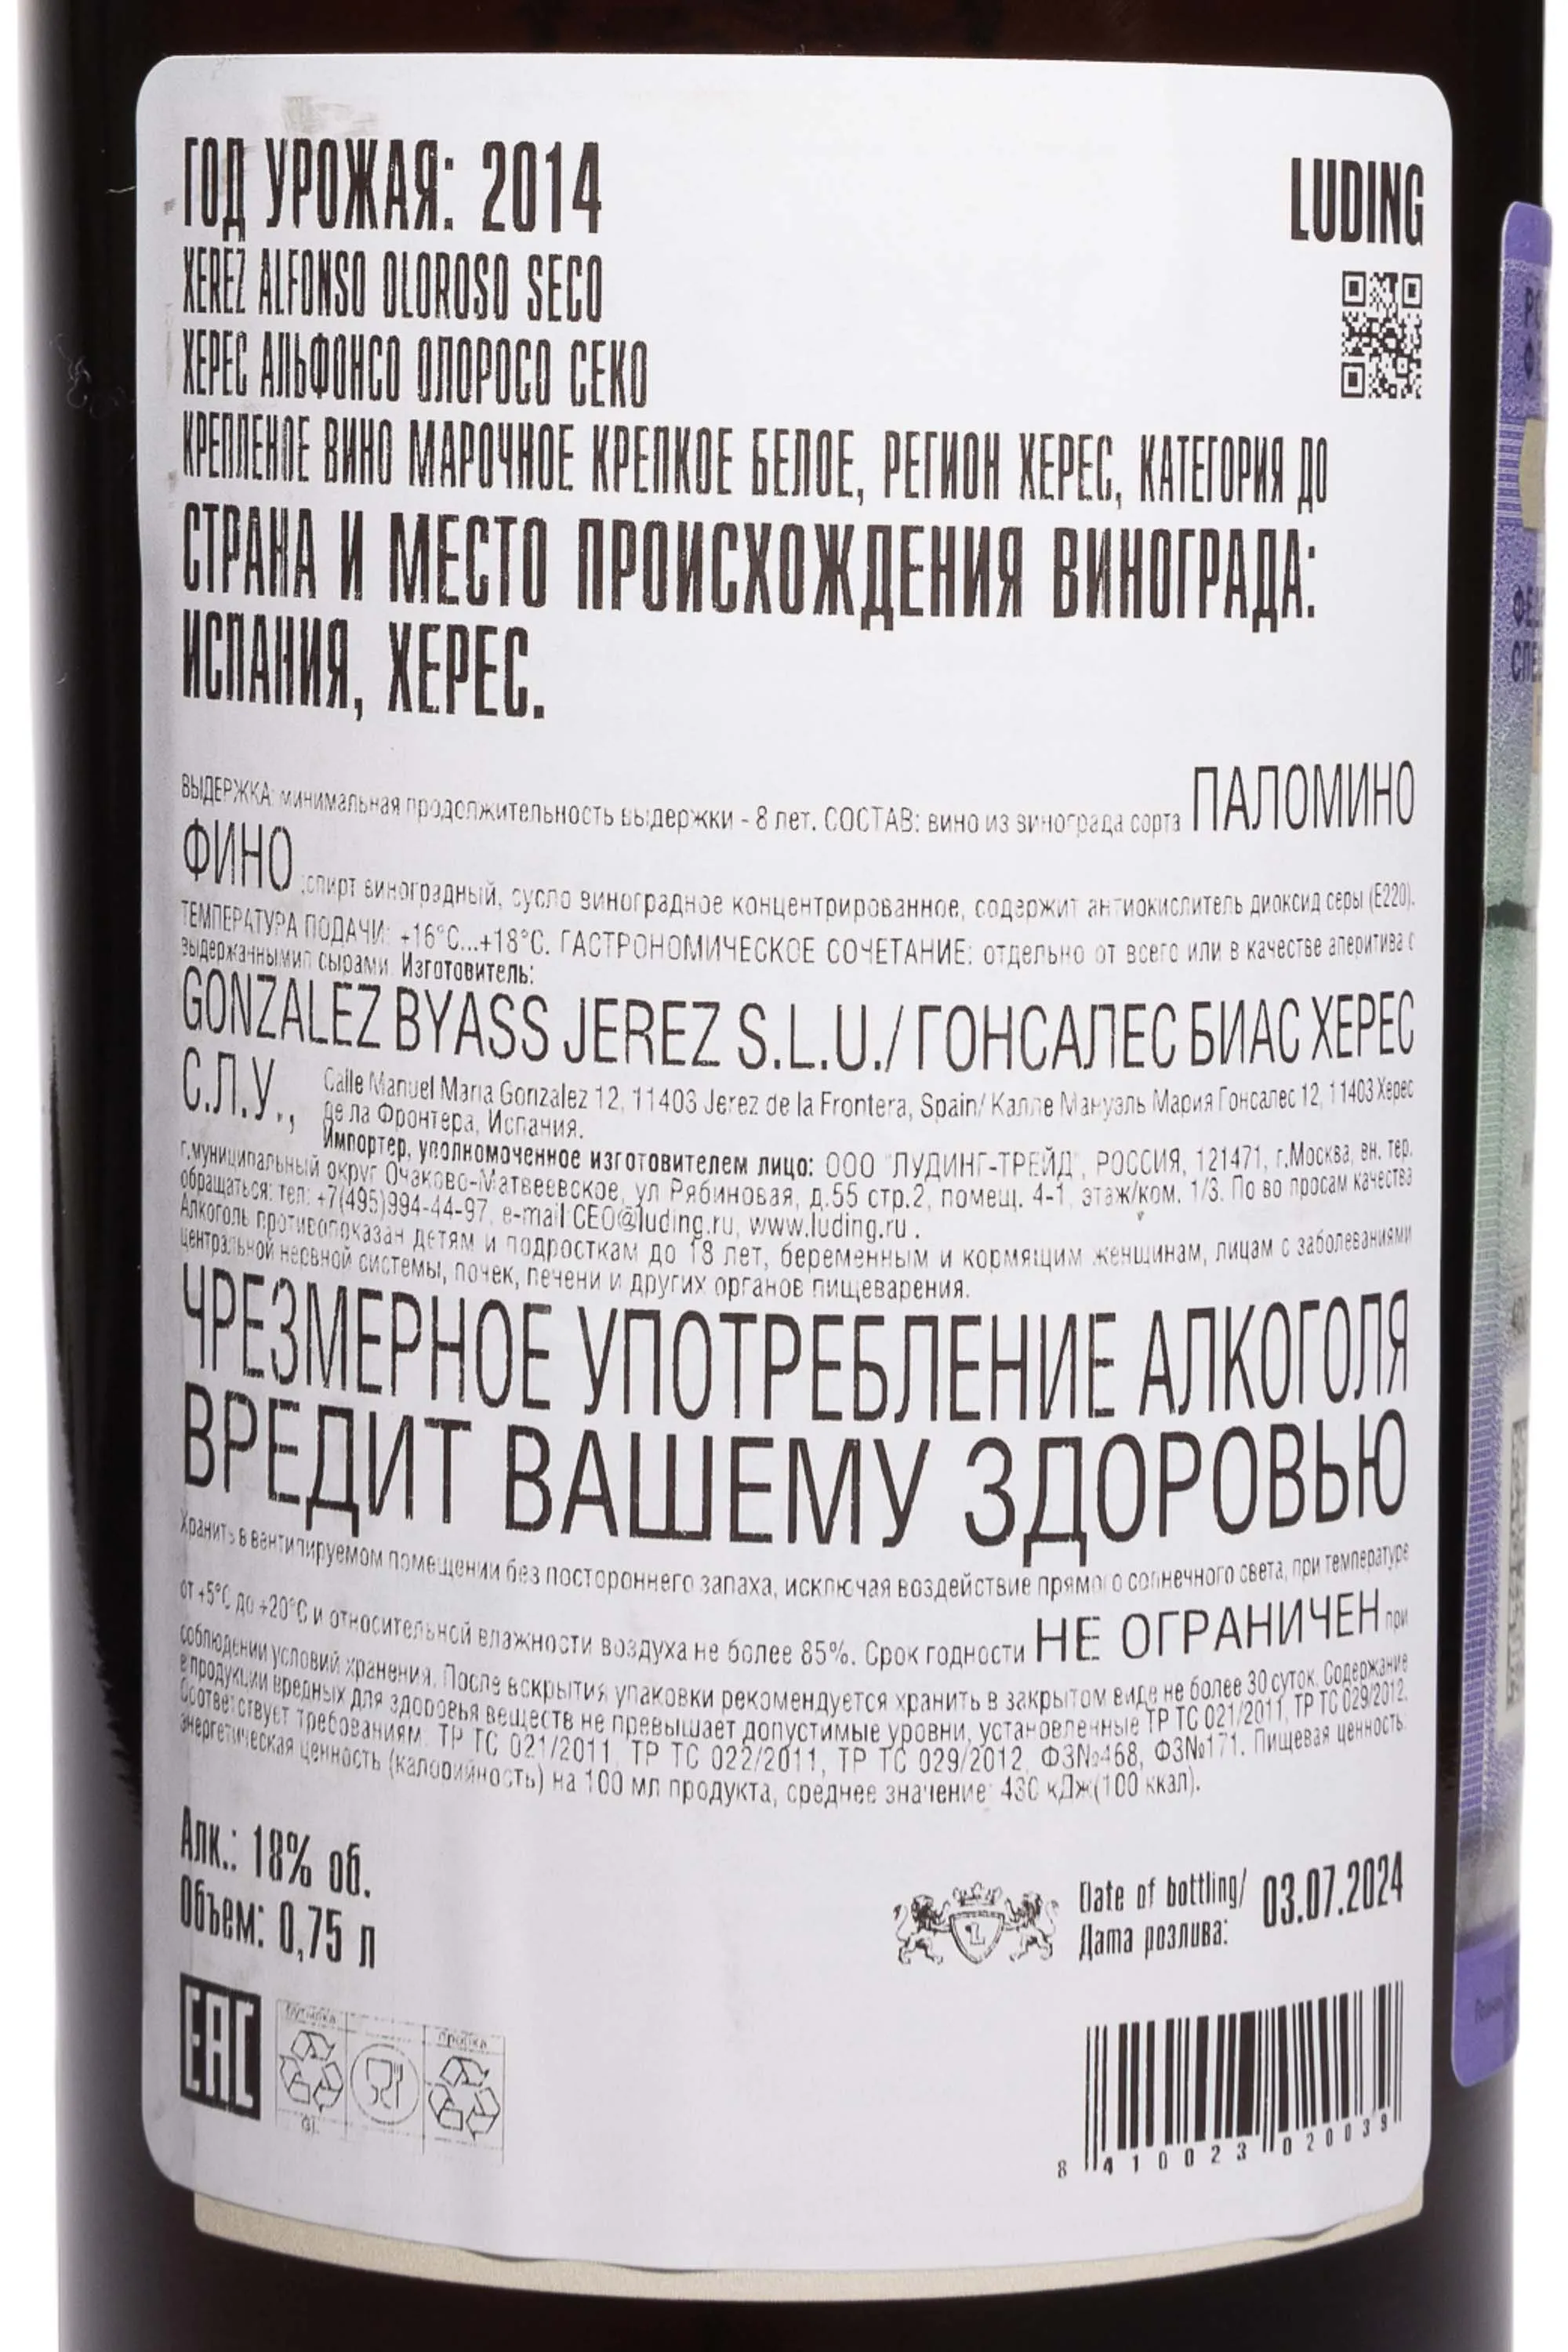 ГОД УРОЖАЯ: 2014
LUDING
XEREZ ALFONSO OLOROSO SECO
ХЕРЕС АЛЬФОНСО ОЛОРОСО СЕКО
КРЕПЛЕНОЕ ВИНО МАРОЧНОЕ КРЕПКОЕ БЕЛОЕ, РЕГИОН ХЕРЕС, КАТЕГОРИЯ ДО
СТРАНА И МЕСТО ПРОИСХОЖДЕНИЯ ВИНОГРАДА:
ИСПАНИЯ, ХЕРЕС.
ВЫДЕРЖКА: минимальная продолжительность выдержки - 8 лет. СОСТАВ: вино из винограда сорта ПАЛОМИНО
ФИНО, спирт виноградный, сусло виноградное концентрированное, содержит антиокислитель диоксид серы (Е220).
ТЕМПЕРАТУРА ПОДАЧИ: +16°С...+18°С. ГАСТРОНОМИЧЕСКОЕ СОЧЕТАНИЕ: отдельно от всего или в качестве аперитива с
выдержанными сырами. Изготовитель:
GONZALEZ BYASS JEREZ S.L.U./ ГОНСАЛЕС БИАС ХЕРЕС
С.Л.У., Calle Manuel Maria Gonzalez 12, 11403 Jerez de la Frontera, Spain/ Калле Мануэль Мария Гонсалес 12, 11403 Херес
де ла Фронтера, Испания.
Импортер, уполномоченное изготовителем лицо: ООО "ЛУДИНГ-ТРЕЙД", РОССИЯ, 121471, г.Москва, вн. тер.
г.муниципальный округ Очаково-Матвеевское, ул Рябиновая, д.55 стр.2, помещ. 4-1, этаж/ком. 1/3. По во просам качества
обращаться: тел: +7(495)994-44-97, e-mail:CEO@luding.ru, www.luding.ru .
Алкоголь противопоказан детям и подросткам до 18 лет, беременным и кормящим женщинам, лицам с заболеваниями
центральной нервной системы, почек, печени и других органов пищеварения.
ЧРЕЗМЕРНОЕ УПОТРЕБЛЕНИЕ АЛКОГОЛЯ
ВРЕДИТ ВАШЕМУ ЗДОРОВЬЮ
Хранить в вентилируемом помещении без постороннего запаха, исключая воздействие прямого солнечного света, при температуре
от +5°С до +20°С и относительной влажности воздуха не более 85%. Срок годности НЕ ОГРАНИЧЕН при
соблюдении условий хранения. После вскрытия упаковки рекомендуется хранить в закрытом виде не более 30 суток. Содержание
в продукции вредных для здоровья веществ не превышает допустимые уровни, установленные ТР ТС 021/2011, ТР ТС 029/2012.
Соответствует требованиям: ТР ТС 021/2011, ТР ТС 022/2011, ТР ТС 029/2012, ФЗ№468, ФЗ№171. Пищевая ценность:
энергетическая ценность (калорийность) на 100 мл продукта, среднее значение: 430 кДж(100 ккал).
Алк.: 18% об.
Объем: 0,75 л
Date of bottling/
Дата розлива: 03.07.2024
EAC
бутылка
пробка
GL
8 410023 020039